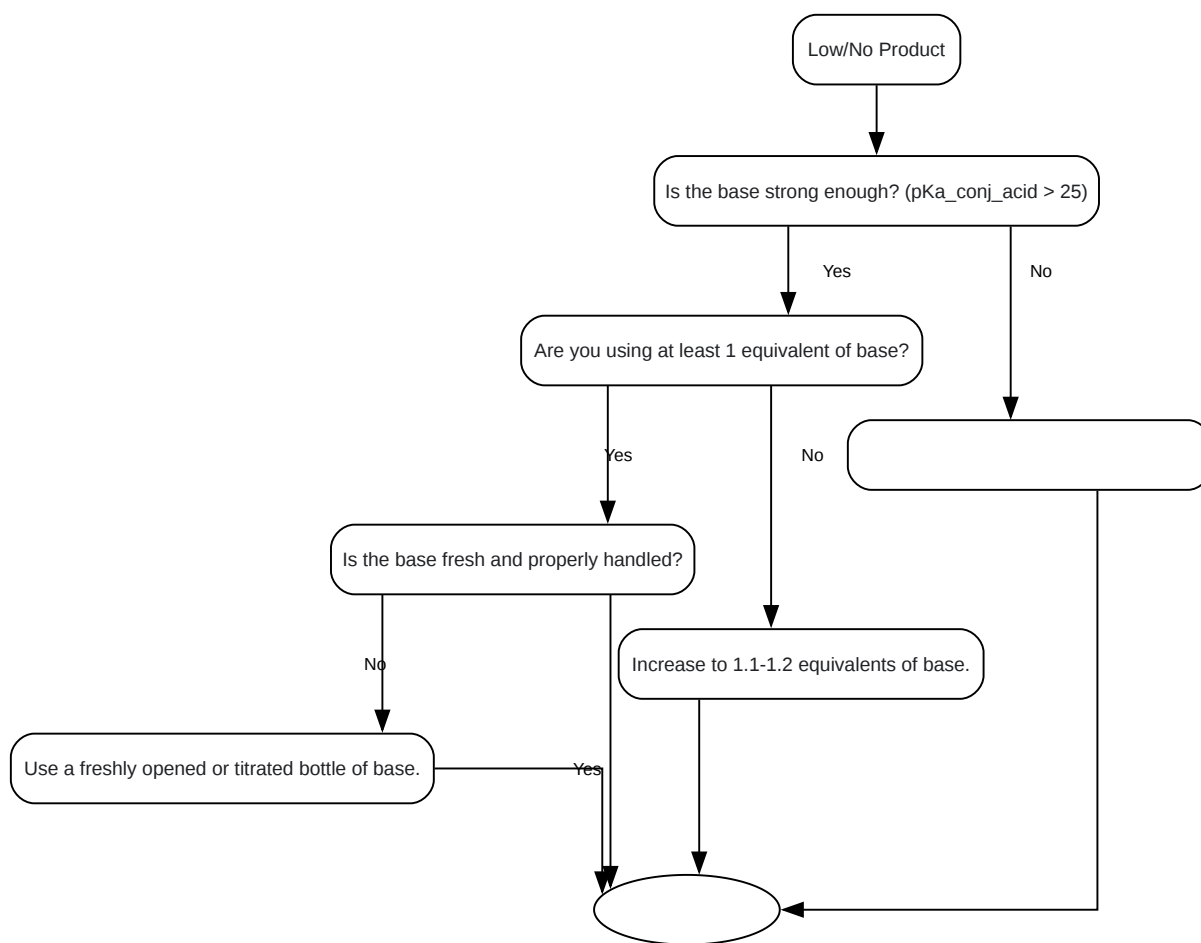 Low/No Product
Is the base strong enough? (pKa_conj_acid > 25)
Yes
No
Are you using at least 1 equivalent of base?
Yes
No
Is the base fresh and properly handled?
No
Increase to 1.1-1.2 equivalents of base.
Use a freshly opened or titrated bottle of base.
Yes